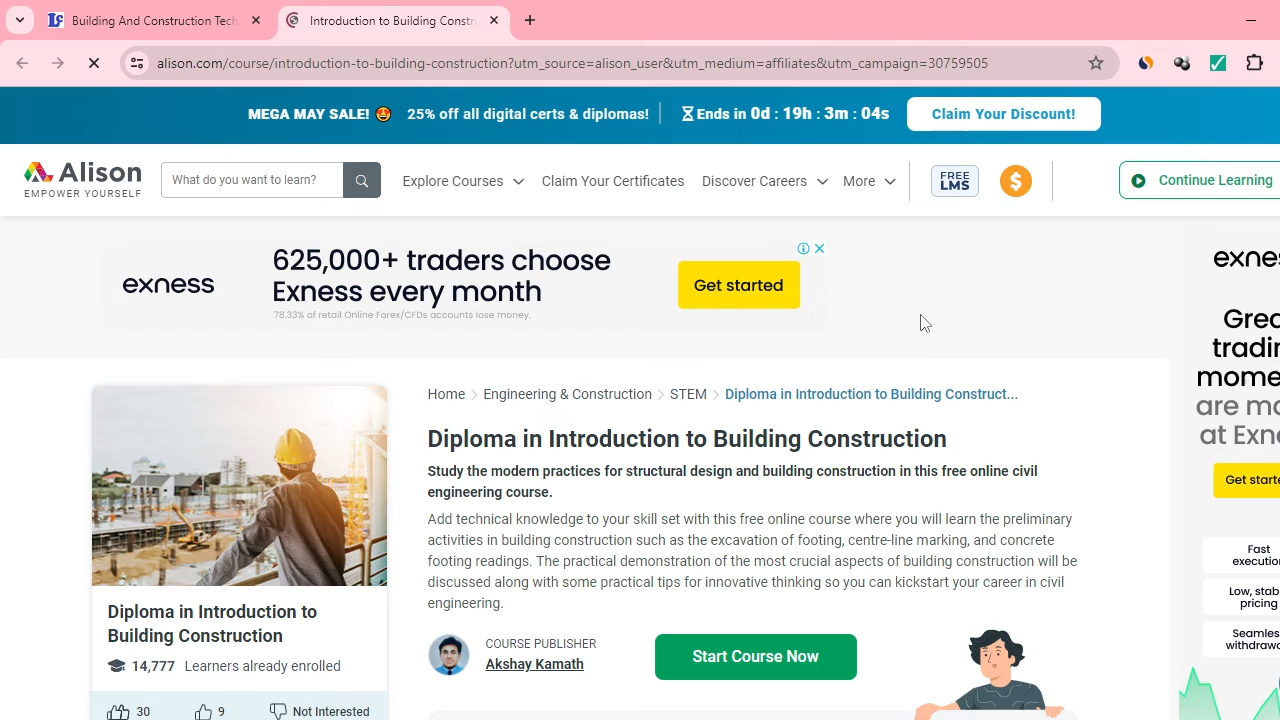 Building And Construction Tech
Introduction to Building Constr
alison.com/course/introduction-to-building-construction?utm_source=alison_user&utm_medium=affiliates&utm_campaign=30759505
MEGA MAY SALE! 25% off all digital certs & diplomas! Ends in 0d : 19h : 3m : 04s Claim Your Discount!
Alison
EMPOWER YOURSELF
What do you want to learn?
Explore Courses Claim Your Certificates Discover Careers More
FREE
LMS
$
Continue Learning
exness
625,000+ traders choose
Exness every month
78.33% of retail Online Forex/CFDs accounts lose money.
Get started
Home Engineering & Construction STEM Diploma in Introduction to Building Construct...
Diploma in Introduction to Building Construction
Study the modern practices for structural design and building construction in this free online civil
engineering course.
Add technical knowledge to your skill set with this free online course where you will learn the preliminary
activities in building construction such as the excavation of footing, centre-line marking, and concrete
footing readings. The practical demonstration of the most crucial aspects of building construction will be
discussed along with some practical tips for innovative thinking so you can kickstart your career in civil
engineering.
COURSE PUBLISHER
Akshay Kamath
Start Course Now
Diploma in Introduction to
Building Construction
14,777 Learners already enrolled
30 9
exnes
Grea
tradin
mome
are mo
at Exne
Get starte
Fast
executio
Low, stab
pricing
Seamles
withdrawa